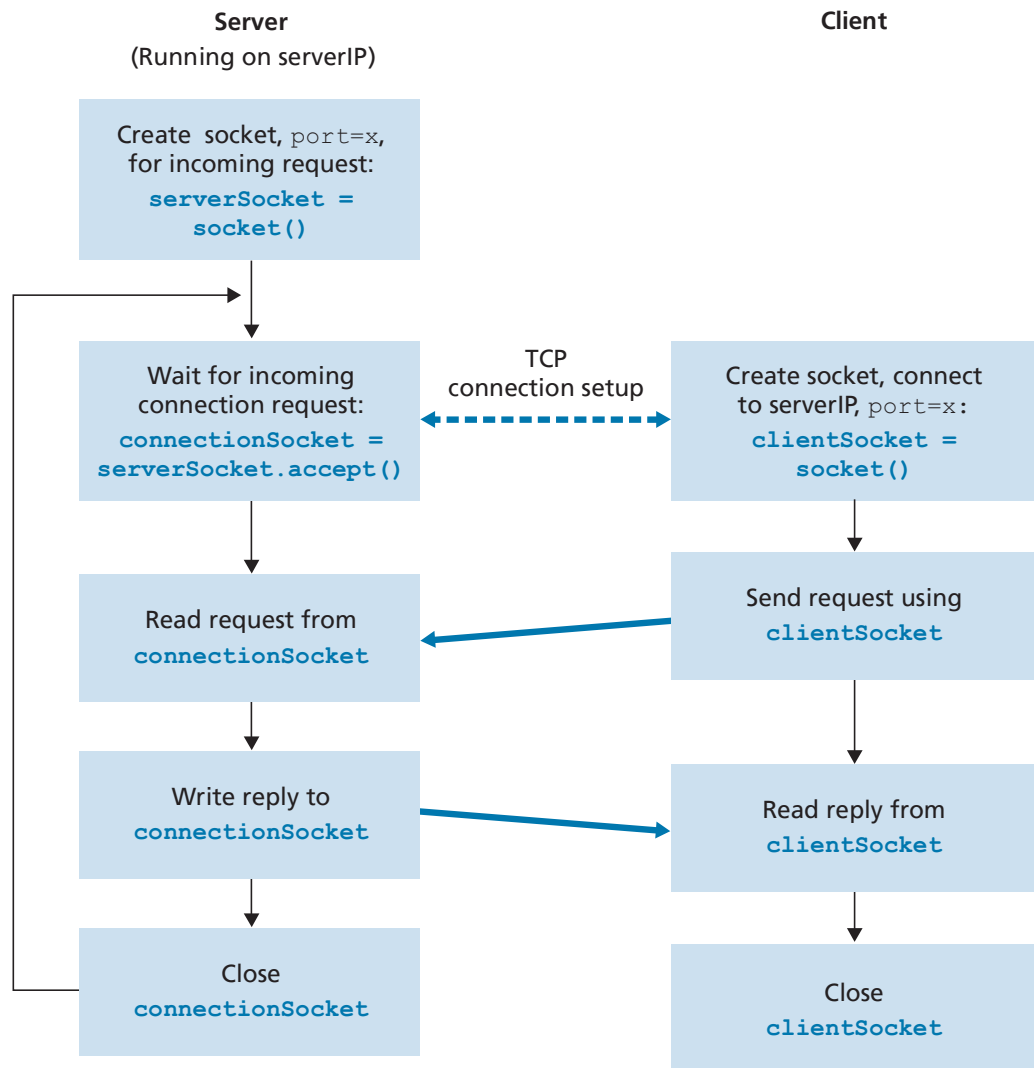 Server
(Running on serverIP)
Client
Create socket, port=x,
for incoming request:
serverSocket =
socket()
Wait for incoming
connection request:
connectionSocket =
serverSocket.accept()
TCP
connection setup
Create socket, connect
to serverIP, port=x:
clientSocket =
socket()
Send request using
clientSocket
Read request from
connectionSocket
Write reply to
connectionSocket
Read reply from
clientSocket
Close
connectionSocket
Close
clientSocket